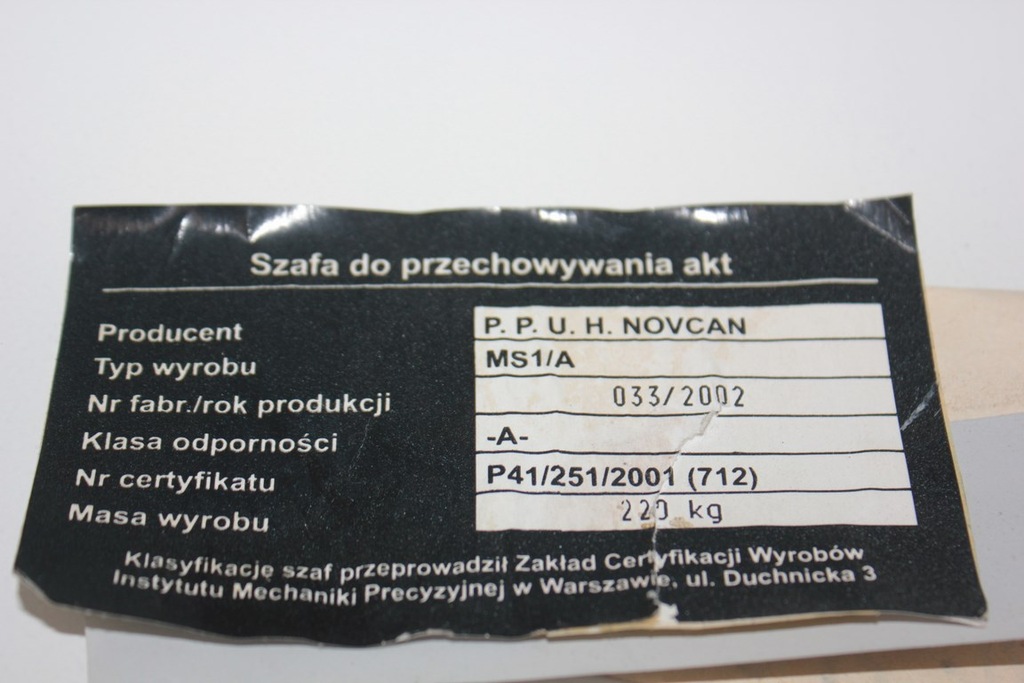 Szafa do przechowywania akt
Producent P. P. U. H. NOVCAN
Typ wyrobu MS1/A
Nr fabr./rok produkcji 033/2002
Klasa odporności -A-
Nr certyfikatu P41/251/2001 (712)
Masa wyrobu 220 kg
Klasyfikację szaf przeprowadził Zakład Certyfikacji Wyrobów
Instytutu Mechaniki Precyzyjnej w Warszawie, ul. Duchnicka 3